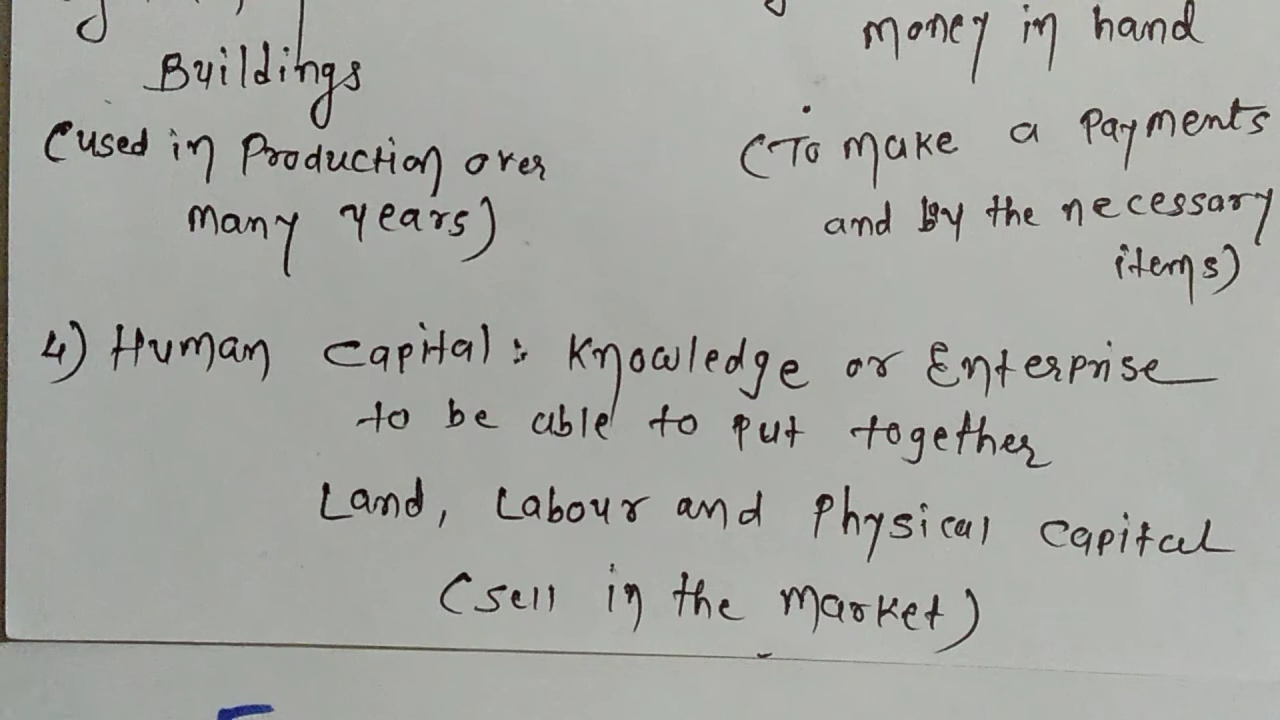 Buildings
(used in Production over
many years)
money in hand
(To make a Payments
and by the necessary
items)
4) Human Capital: Knowledge or Enterprise
to be able to put together
Land, Labour and Physical Capital
(sell in the market)